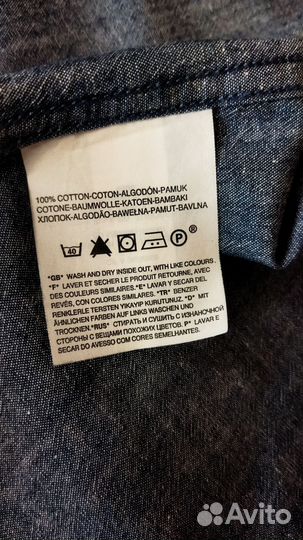 100% COTTON-COTON-ALGODÓN-PAMUK
COTONE-BAUMWOLLE-KATOEN-BAMBAKI
ХЛОПОК-ALGODÃO-BAWEŁNA-PAMUT-BAVLNA
40 P ®
*GB* WASH AND DRY INSIDE OUT, WITH LIKE COLOURS.
*F* LAVER ET SECHER LE PRODUIT RETOURNE, AVEC
DES COULEURS SIMILAIRES.*E* LAVAR Y SECAR DEL
REVÉS, CON COLORES SIMILARES.*TR* BENZER
RENKLERLE TERSTEN YIKAYIP KURUTUNUZ. *D* MIT
ÄHNLICHEN FARBEN AUF LINKS WASCHEN UND
TROCKNEN.*RUS* СТИРАТЬ И СУШИТЬ С ИЗНАНОЧНОЙ
СТОРОНЫ С ВЕЩАМИ ПОХОЖИХ ЦВЕТОВ. *P* LAVAR E
SECAR DO AVESSO COM CORES SEMELHANTES.
Avito